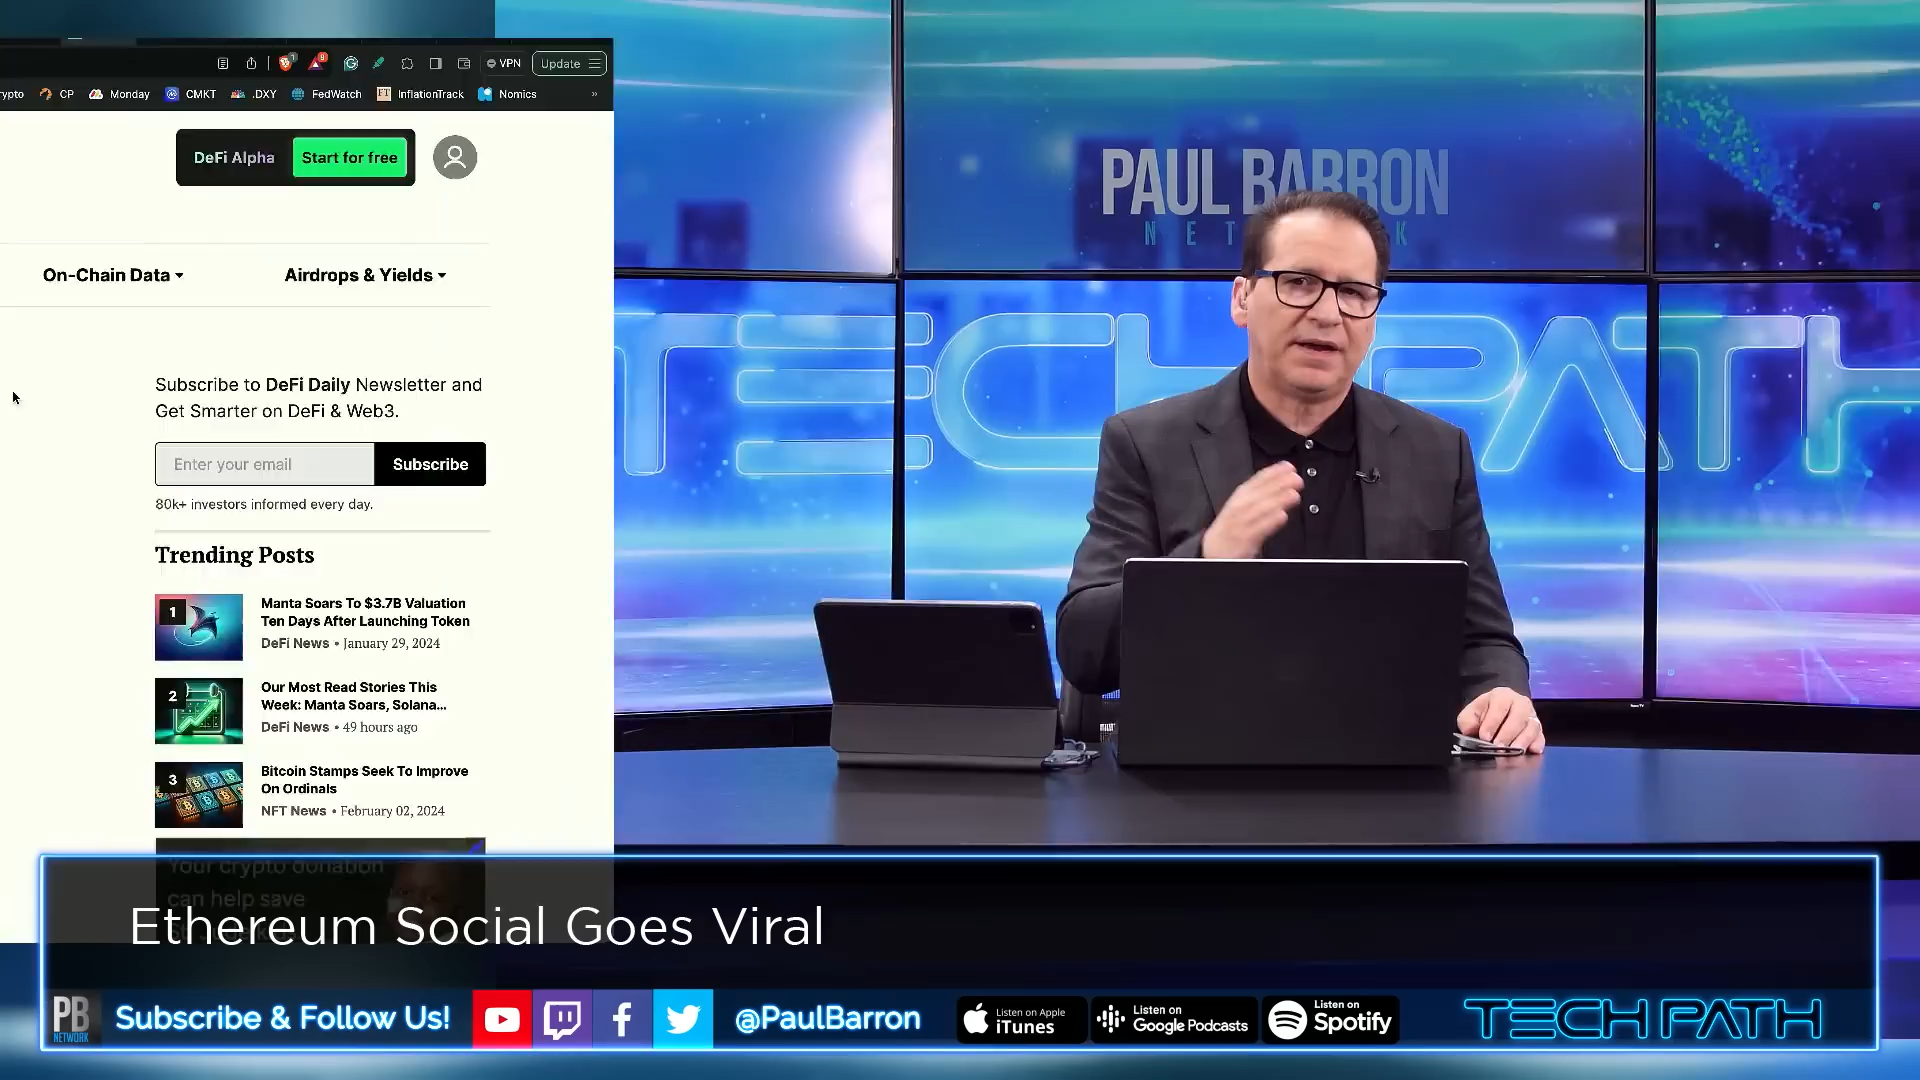 VPN
Update
rypto
CP
Monday
CMKT
.DXY
FedWatch
FT
InflationTrack
Nomics
»
DeFi Alpha
Start for free
On-Chain Data
Airdrops & Yields
Subscribe to DeFi Daily Newsletter and
Get Smarter on DeFi & Web3.
Enter your email
Subscribe
80k+ investors informed every day.
Trending Posts
1
Manta Soars To $3.7B Valuation
Ten Days After Launching Token
DeFi News • January 29, 2024
2
Our Most Read Stories This
Week: Manta Soars, Solana...
DeFi News • 49 hours ago
3
Bitcoin Stamps Seek To Improve
On Ordinals
NFT News • February 02, 2024
Your crypto donation
can help save
PAUL BARRON
NET K
TECH PATH
Ethereum Social Goes Viral
PB
NETWORK
Subscribe & Follow Us!
@PaulBarron
Listen on Apple
iTunes
Listen on
Google Podcasts
Listen on
Spotify
TECH PATH